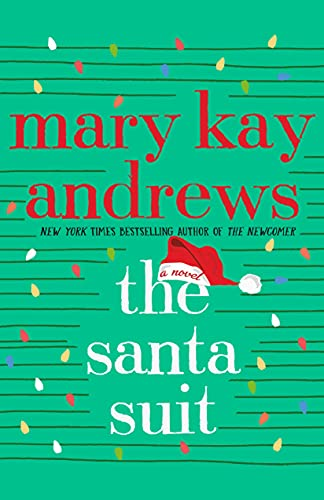 mary kay
andrews
NEW YORK TIMES BESTSELLING AUTHOR OF THE NEWCOMER
a novel
the
santa
suit